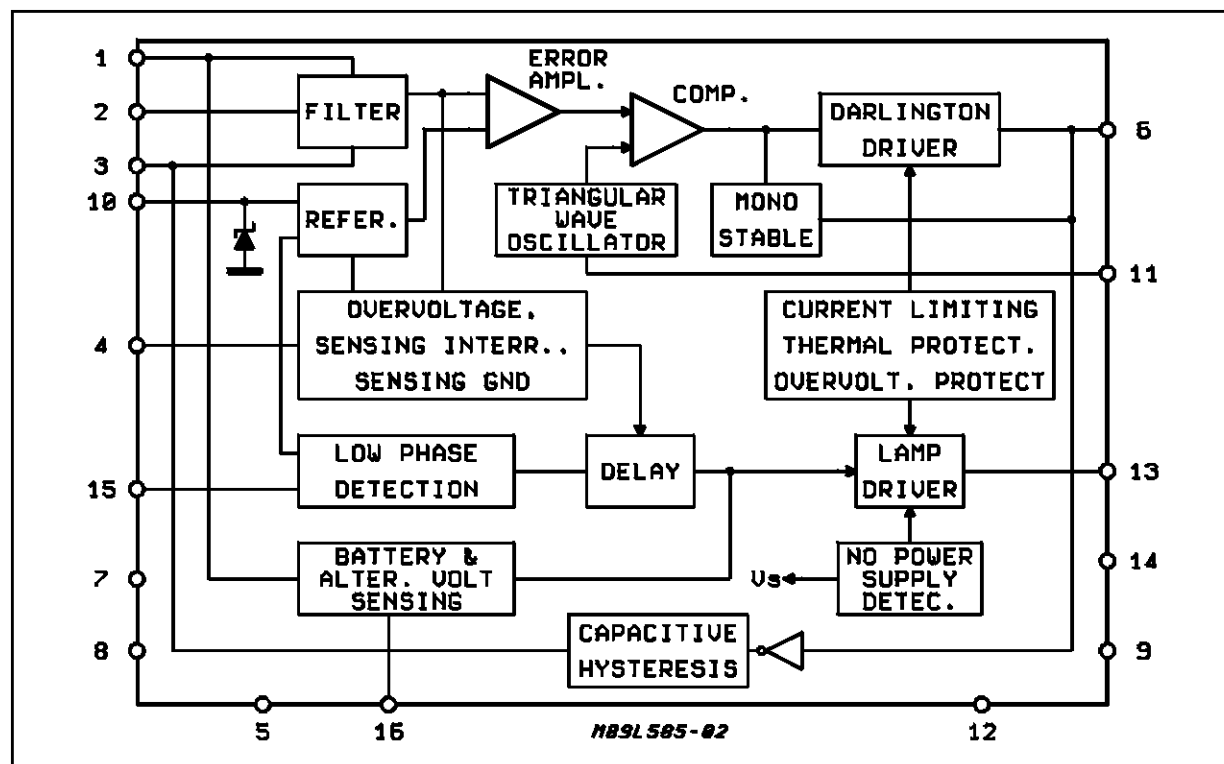 1
ERROR
AMPL.
2
FILTER
COMP.
DARLINGTON
DRIVER
6
3
10
REFER.
TRIANGULAR
WAVE
OSCILLATOR
MONO
STABLE
11
4
OVERVOLTAGE,
SENSING INTERR.,
SENSING GND
CURRENT LIMITING
THERMAL PROTECT.
OVERVOLT. PROTECT
15
LOW PHASE
DETECTION
DELAY
LAMP
DRIVER
13
7
BATTERY &
ALTER. VOLT
SENSING
Vs
NO POWER
SUPPLY
DETEC.
14
8
CAPACITIVE
HYSTERESIS
9
5
16
M89L585-02
12